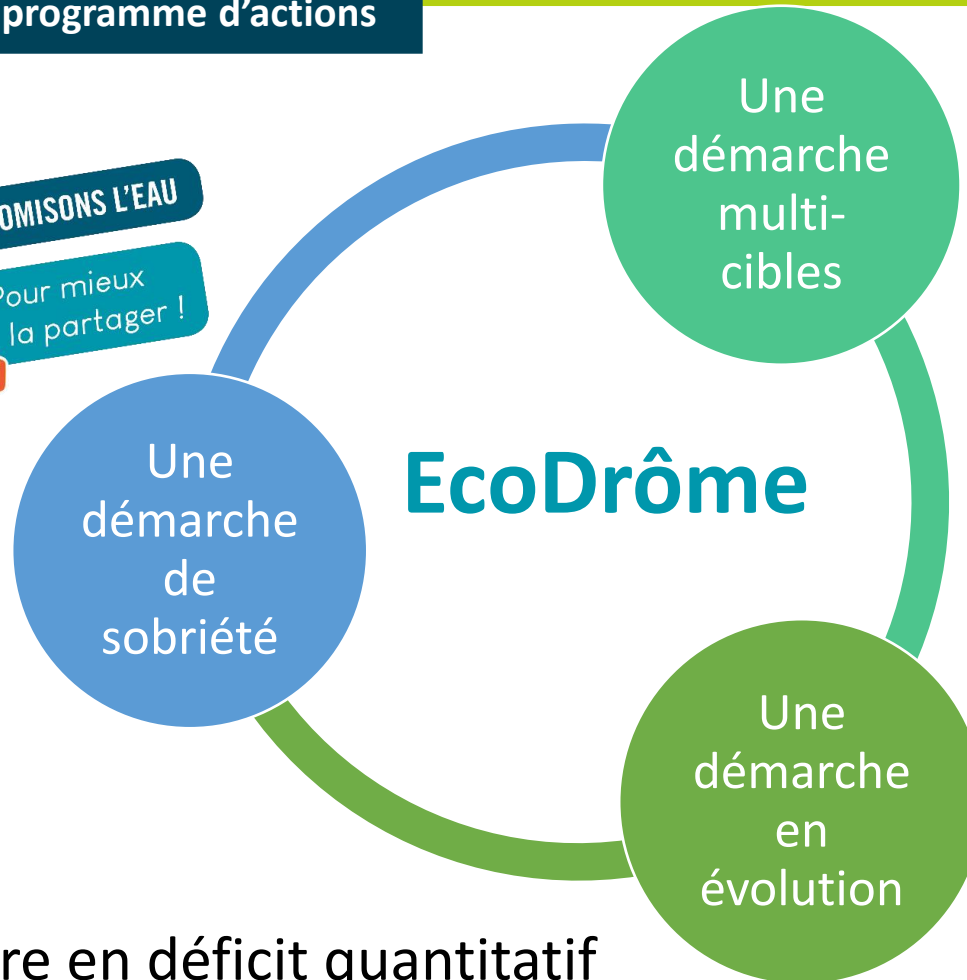 programme d'actions
OMISONS L'EAU
Pour mieux
la partager !
Une
démarche
multi-
cibles
Une
démarche
de
sobriété
EcoDrôme
Une
démarche
en
évolution
re en déficit quantitatif